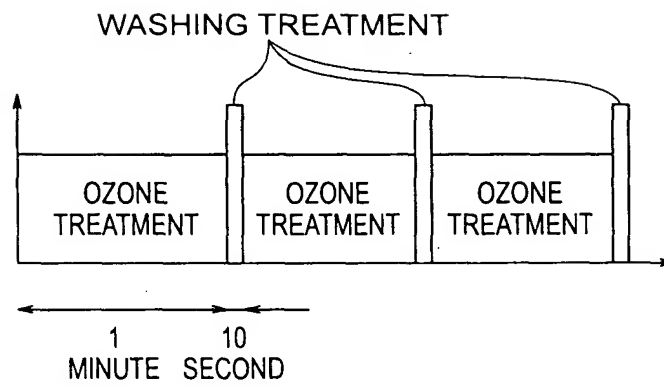 WASHING TREATMENT
OZONE OZONE OZONE
TREATMENT TREATMENT TREATMENT
1 10
MINUTE SECOND